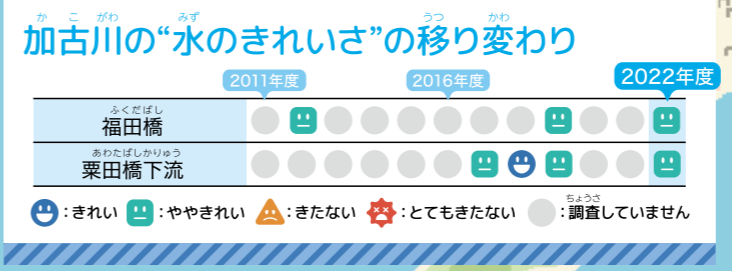 か こ がわ みず うつ かわ
加古川の“水のきれいさ”の移り変わり
2011年度 2016年度 2022年度
ふくだばし
福田橋
あわたばしかりゅう
粟田橋下流
ちょうさ
:きれい :ややきれい :きたない :とてもきたない :調査していません